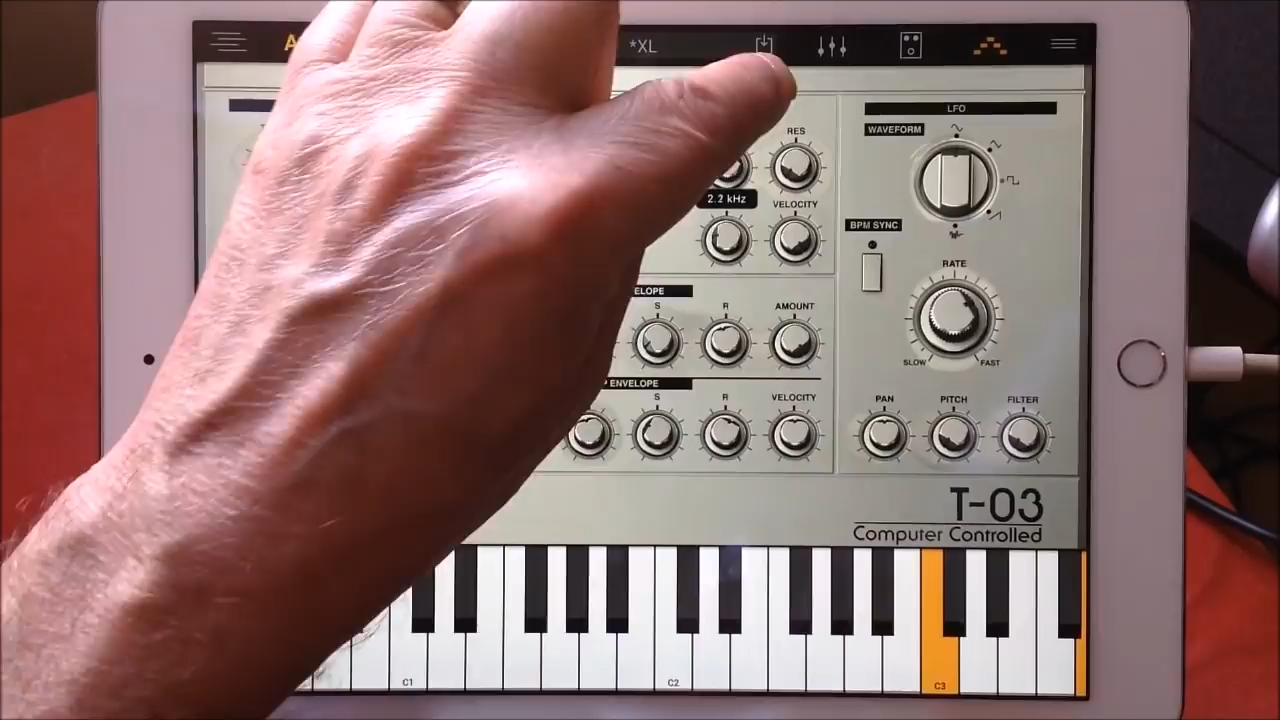 A
*XL
LFO
RES
WAVEFORM
2.2 kHz
VELOCITY
BPM SYNC
RATE
ELOPE
S
R
AMOUNT
SLOW
FAST
P ENVELOPE
S
R
VELOCITY
PAN
PITCH
FILTER
T-03
Computer Controlled
C1
C2
C3